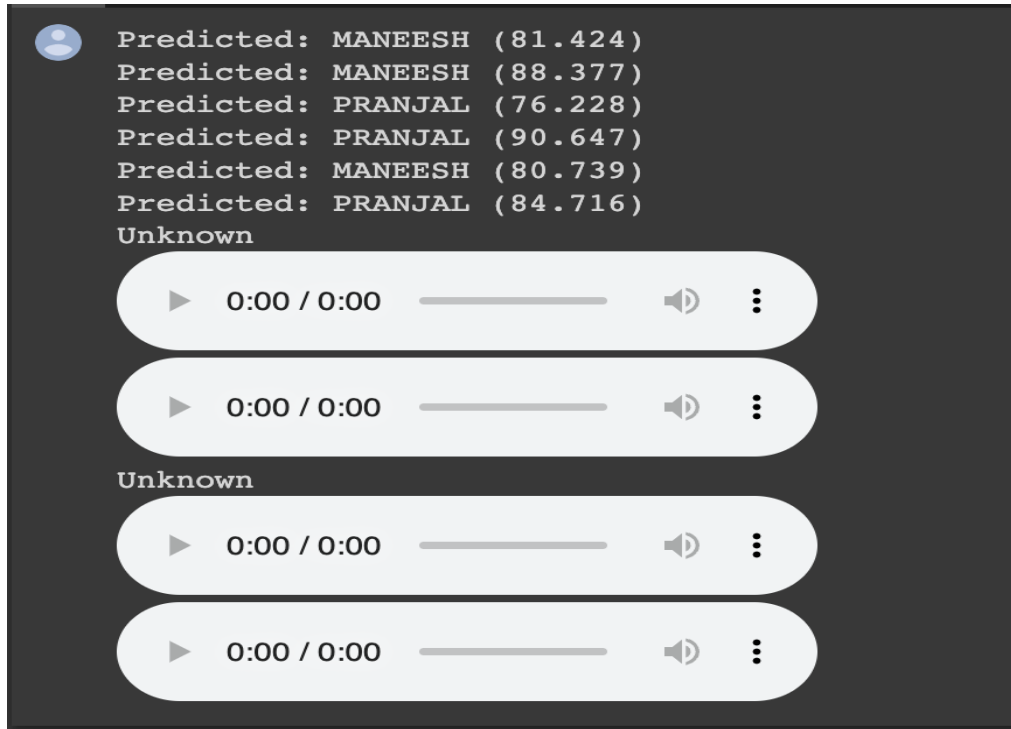 Predicted: MANEESH (81.424)
Predicted: MANEESH (88.377)
Predicted: PRANJAL (76.228)
Predicted: PRANJAL (90.647)
Predicted: MANEESH (80.739)
Predicted: PRANJAL (84.716)
Unknown
0:00 / 0:00
0:00 / 0:00
Unknown
0:00 / 0:00
0:00 / 0:00